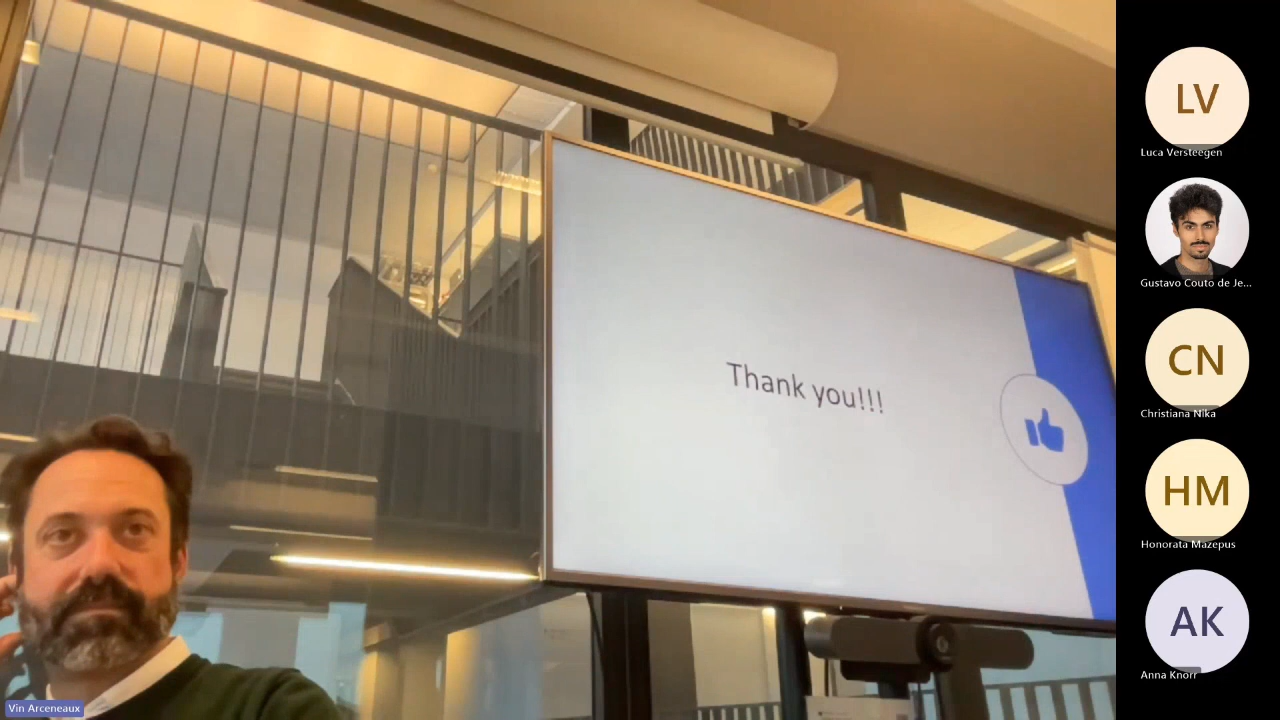 Thank you!!!
Vin Arceneaux
LV
Luca Versteegen
Gustavo Couto de Je...
CN
Christiana Nika
HM
Honorata Mazepus
AK
Anna Knorr